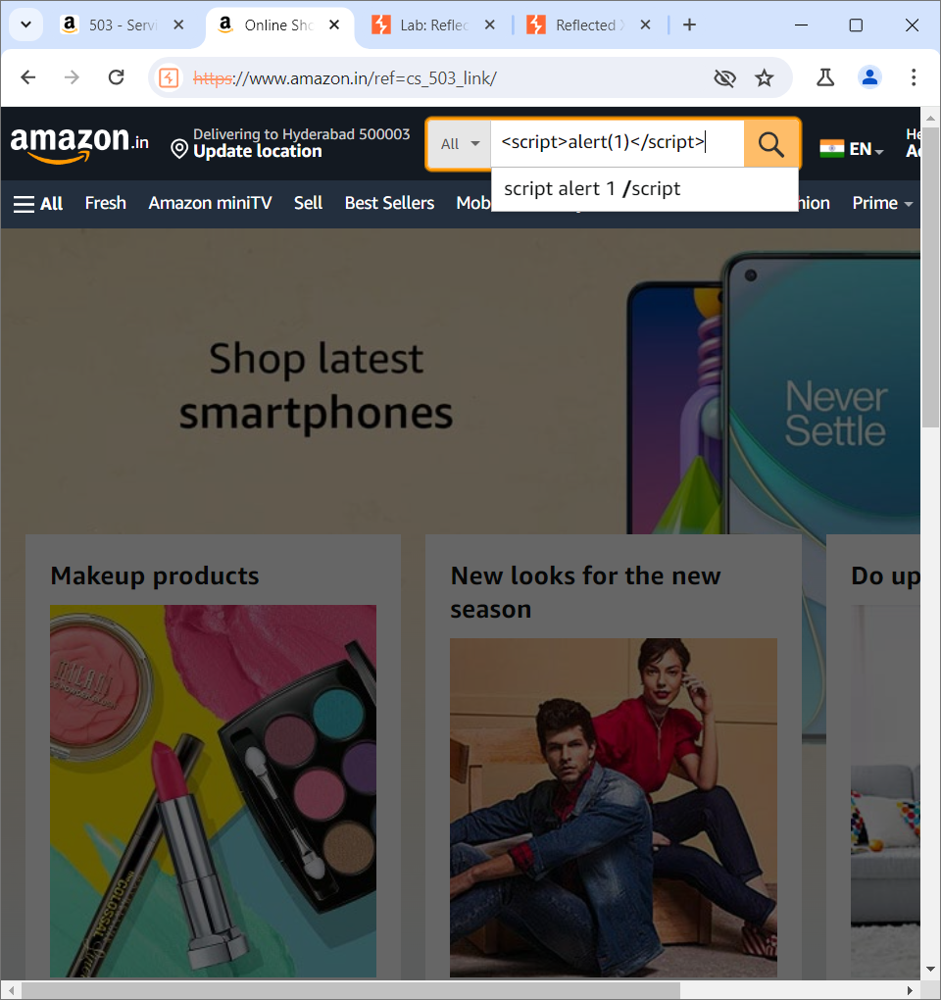 503 - Servi
Online Sho
Lab: Reflec
Reflected X
https://www.amazon.in/ref=cs_503_link/
amazon.in
Delivering to Hyderabad 500003
Update location
All
<script>alert(1)</script>
EN
He
Ac
script alert 1 /script
All
Fresh
Amazon miniTV
Sell
Best Sellers
Mob
Prime
Shop latest
smartphones
Never
Settle
Makeup products
New looks for the new
season
Do up
MILANI
COLOSSAL